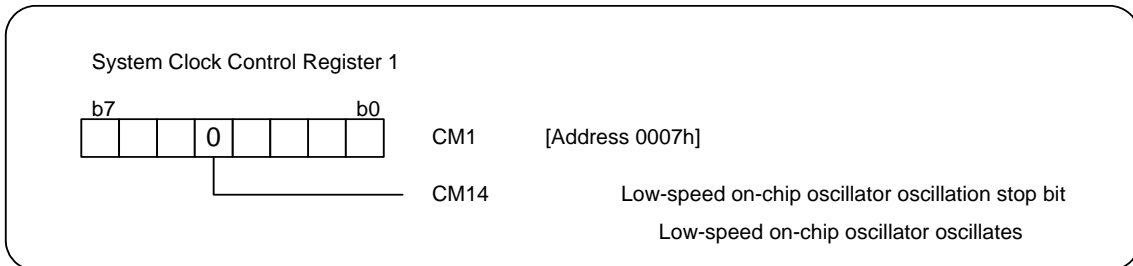 System Clock Control Register 1
b7 b0
0 CM1 [Address 0007h]
CM14 Low-speed on-chip oscillator oscillation stop bit
Low-speed on-chip oscillator oscillates